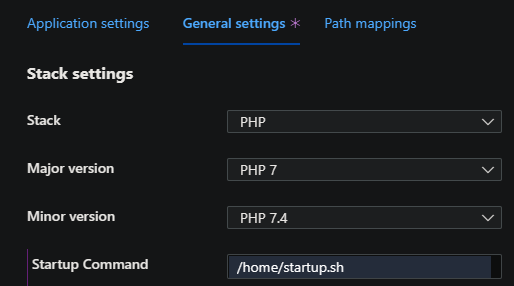 Application settings General settings * Path mappings
Stack settings
Stack PHP
Major version PHP 7
Minor version PHP 7.4
Startup Command /home/startup.sh